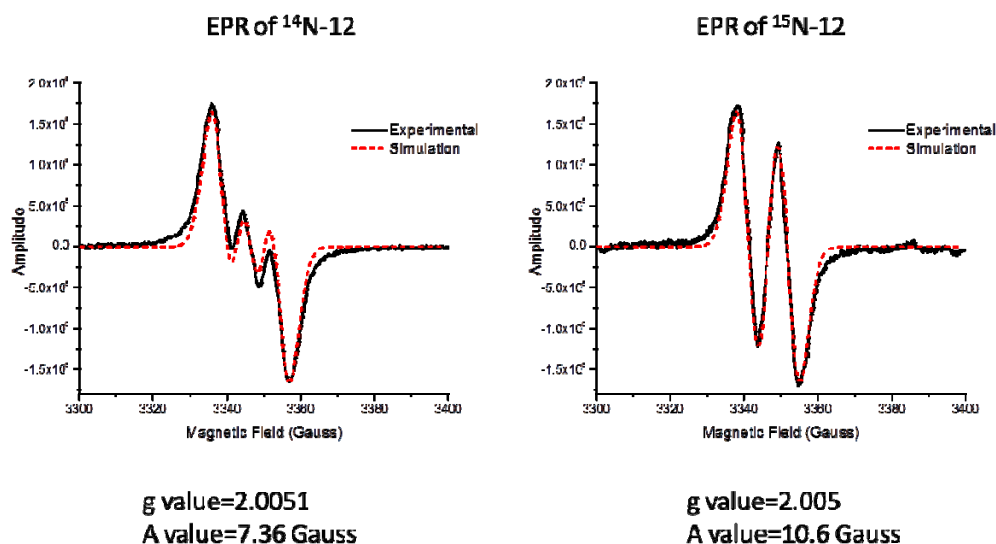 EPR of ¹⁴N-12
EPR of ¹⁵N-12
2.0x10⁵
1.5x10⁵
1.0x10⁵
5.0x10⁴
0.0
-5.0x10⁴
-1.0x10⁵
-1.5x10⁵
Amplitude
Experimental
Simulation
3300
3320
3340
3360
3380
3400
Magnetic Field (Gauss)
2.0x10⁵
1.5x10⁵
1.0x10⁵
5.0x10⁴
0.0
-5.0x10⁴
-1.0x10⁵
-1.5x10⁵
Amplitude
Experimental
Simulation
3300
3320
3340
3360
3380
3400
Magnetic Field (Gauss)
g value=2.0051
A value=7.36 Gauss
g value=2.005
A value=10.6 Gauss